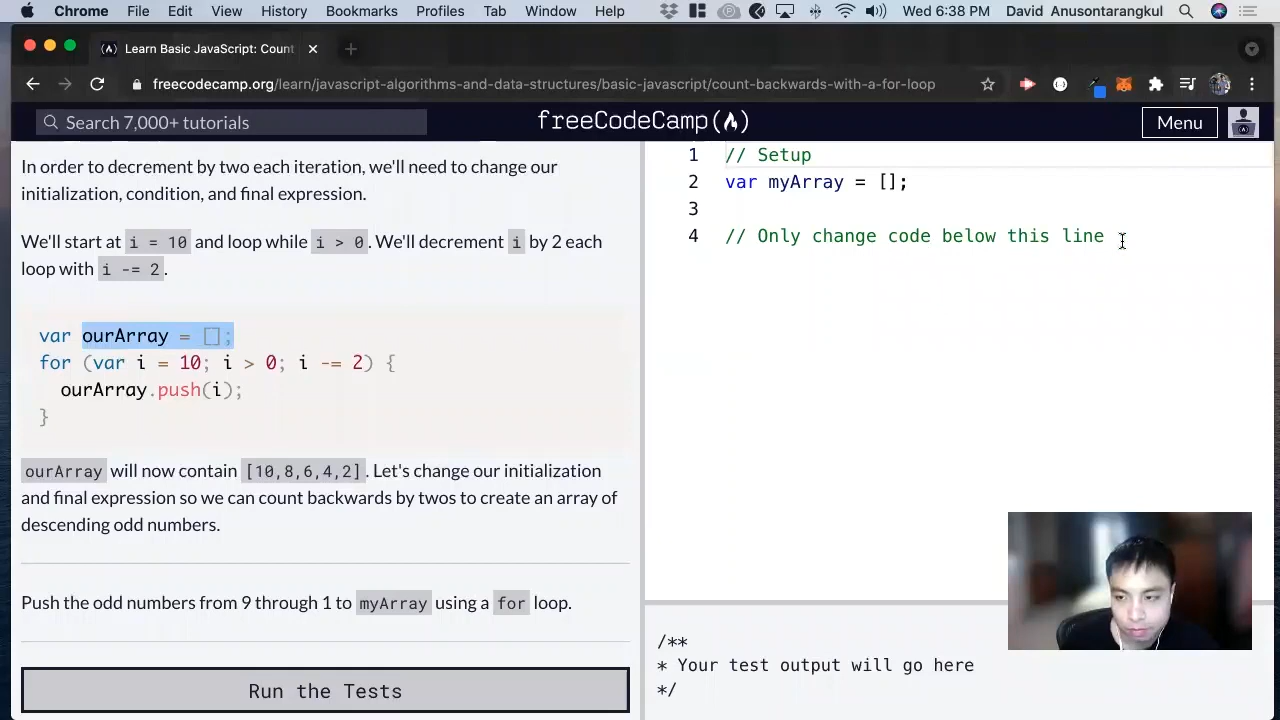 Chrome File Edit View History Bookmarks Profiles Tab Window Help Wed 6:38 PM David Anusontarangkul
Learn Basic JavaScript: Count
freecodecamp.org/learn/javascript-algorithms-and-data-structures/basic-javascript/count-backwards-with-a-for-loop
Search 7,000+ tutorials
freeCodeCamp
Menu
In order to decrement by two each iteration, we'll need to change our
initialization, condition, and final expression.
We'll start at i = 10 and loop while i > 0. We'll decrement i by 2 each
loop with i -= 2.
var ourArray = [];
for (var i = 10; i > 0; i -= 2) {
ourArray.push(i);
}
ourArray will now contain [10,8,6,4,2]. Let's change our initialization
and final expression so we can count backwards by twos to create an array of
descending odd numbers.
Push the odd numbers from 9 through 1 to myArray using a for loop.
Run the Tests
1 // Setup
2 var myArray = [];
3
4 // Only change code below this line
/**
* Your test output will go here
*/